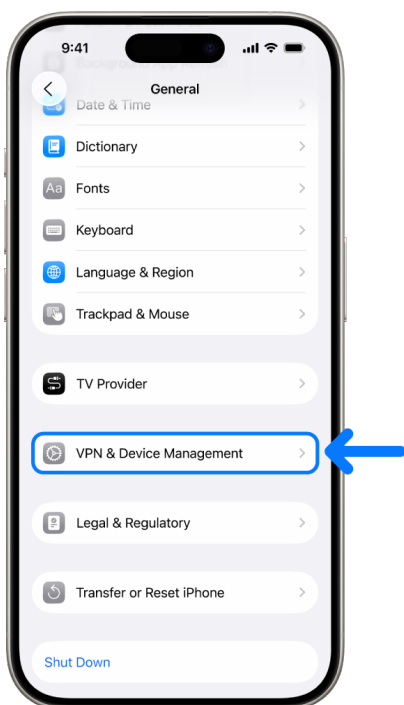 9:41
General
Date & Time
Dictionary
Aa
Fonts
Keyboard
Language & Region
Trackpad & Mouse
TV Provider
VPN & Device Management
Legal & Regulatory
Transfer or Reset iPhone
Shut Down